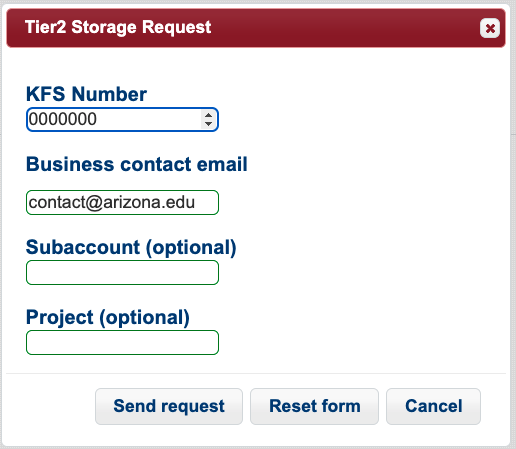 Tier2 Storage Request
KFS Number
0000000
Business contact email
contact@arizona.edu
Subaccount (optional)
Project (optional)
Send request Reset form Cancel